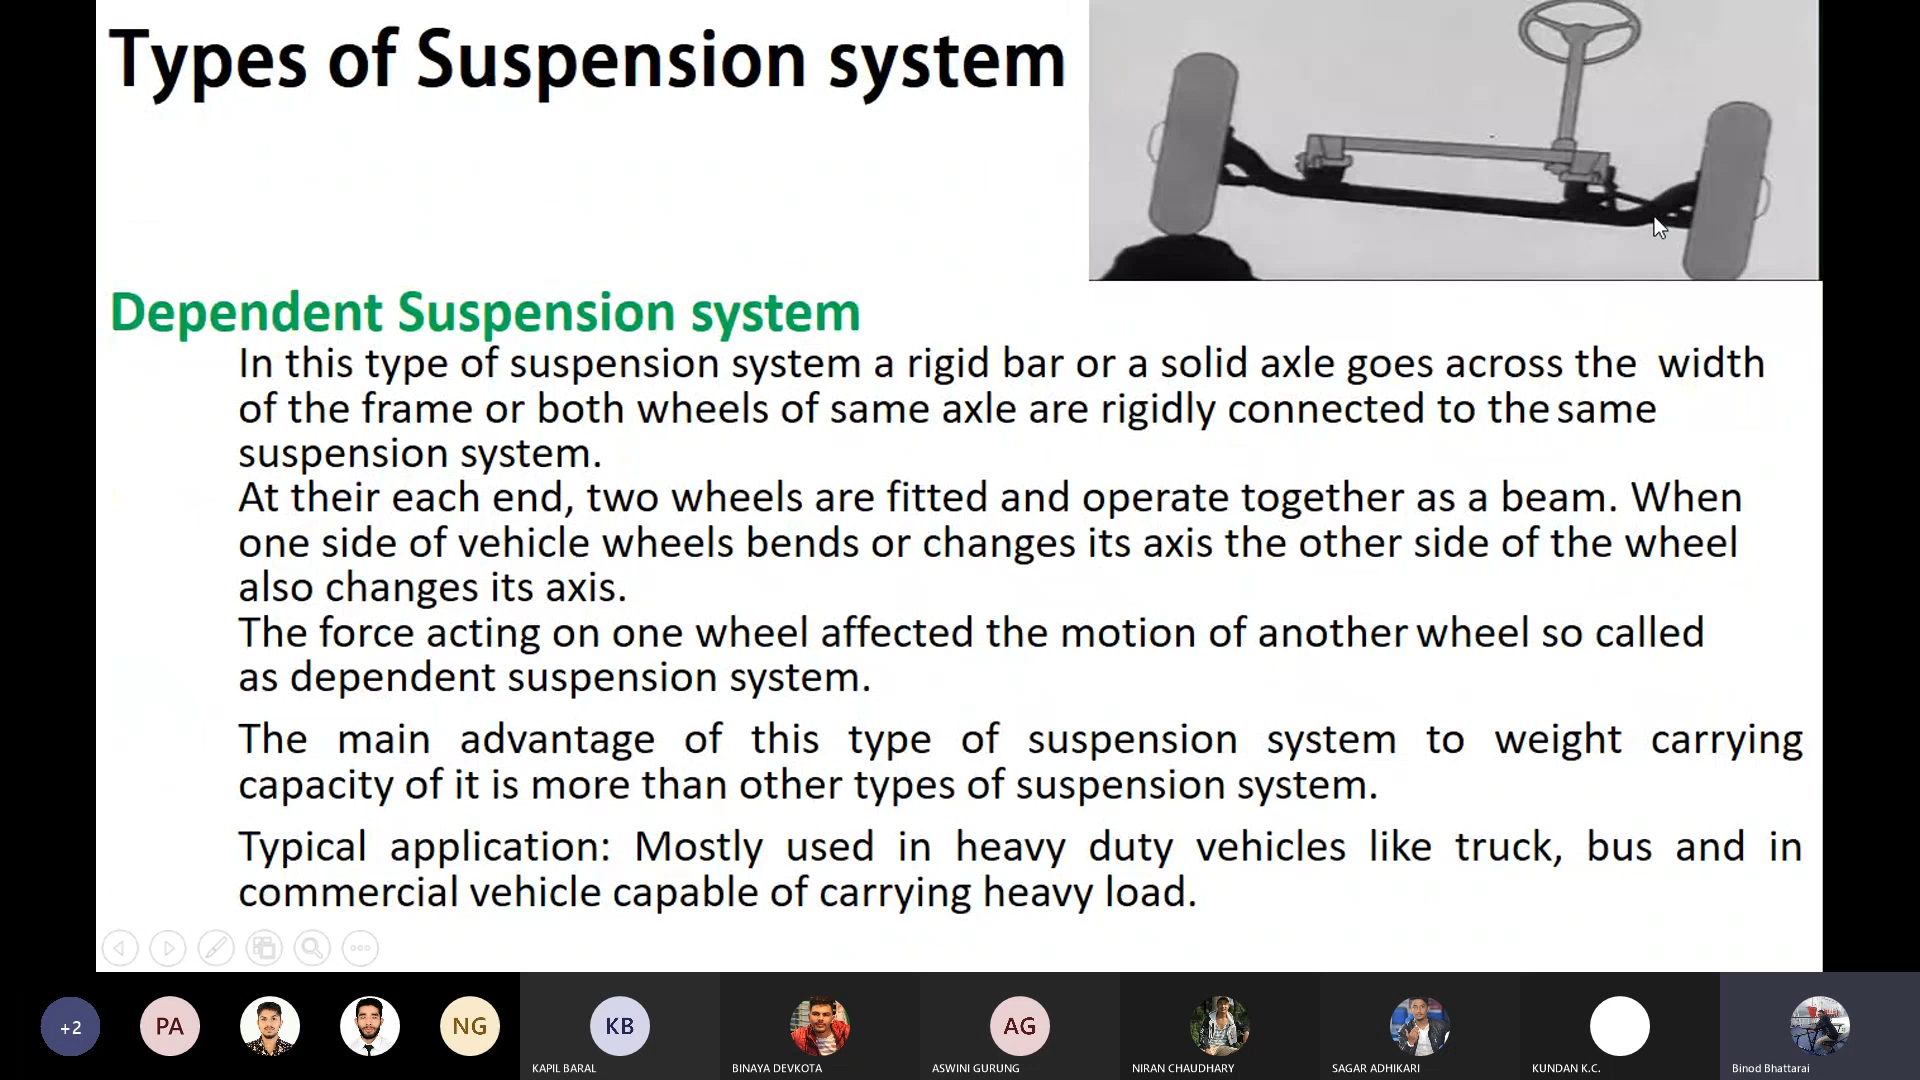 Types of Suspension system
Dependent Suspension system
In this type of suspension system a rigid bar or a solid axle goes across the width
of the frame or both wheels of same axle are rigidly connected to the same
suspension system.
At their each end, two wheels are fitted and operate together as a beam. When
one side of vehicle wheels bends or changes its axis the other side of the wheel
also changes its axis.
The force acting on one wheel affected the motion of another wheel so called
as dependent suspension system.
The main advantage of this type of suspension system to weight carrying
capacity of it is more than other types of suspension system.
Typical application: Mostly used in heavy duty vehicles like truck, bus and in
commercial vehicle capable of carrying heavy load.
+2 PA NG KB AG
KAPIL BARAL BINAYA DEVKOTA ASWINI GURUNG NIRAN CHAUDHARY SAGAR ADHIKARI KUNDAN K.C. Binod Bhattarai